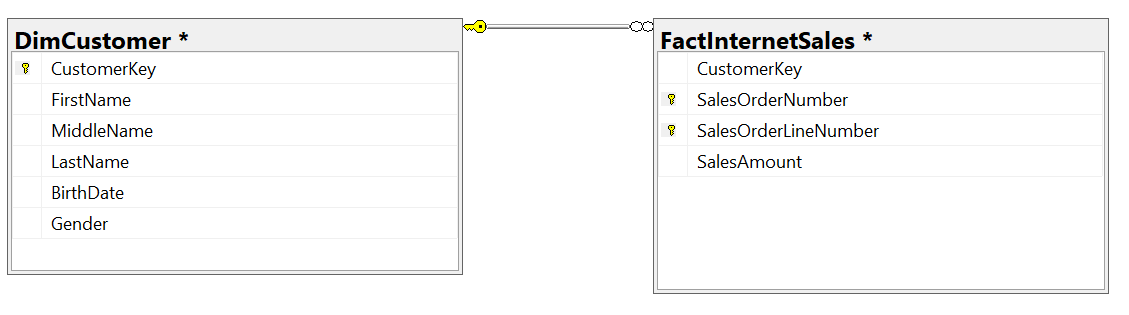 DimCustomer *
CustomerKey
FirstName
MiddleName
LastName
BirthDate
Gender
FactInternetSales *
CustomerKey
SalesOrderNumber
SalesOrderLineNumber
SalesAmount